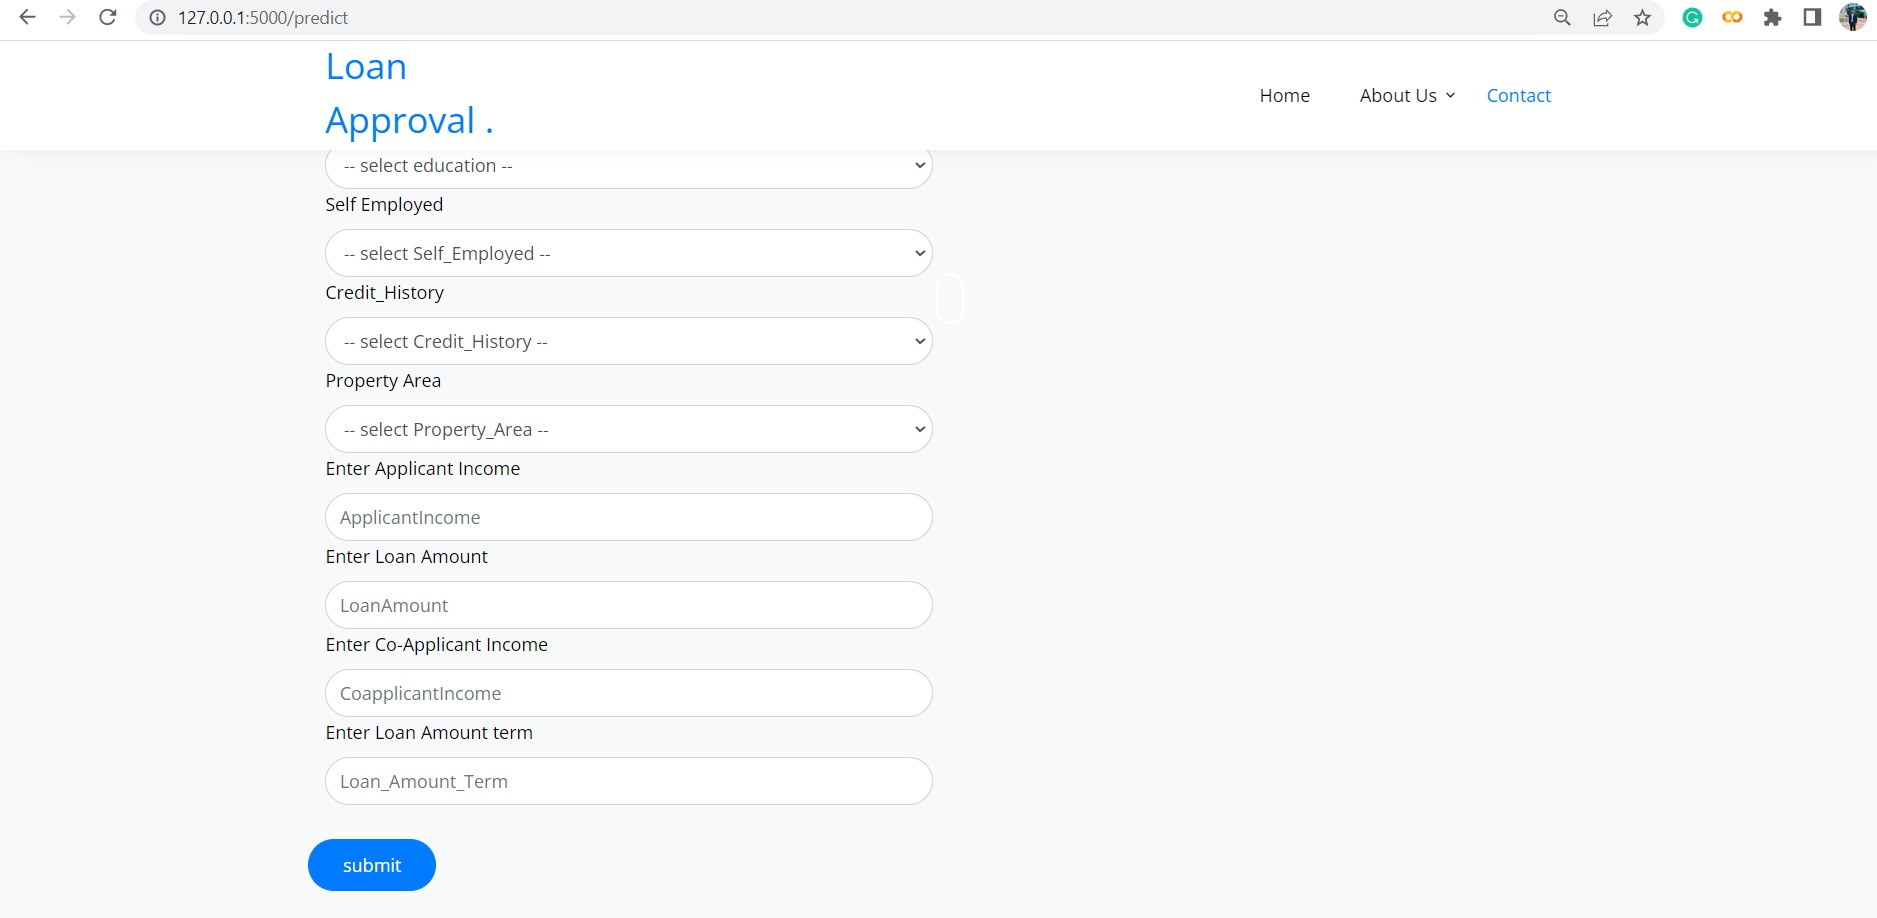 127.0.0.1:5000/predict
Loan
Approval .
Home About Us Contact
-- select education --
Self Employed
-- select Self_Employed --
Credit_History
-- select Credit_History --
Property Area
-- select Property_Area --
Enter Applicant Income
ApplicantIncome
Enter Loan Amount
LoanAmount
Enter Co-Applicant Income
CoapplicantIncome
Enter Loan Amount term
Loan_Amount_Term
submit